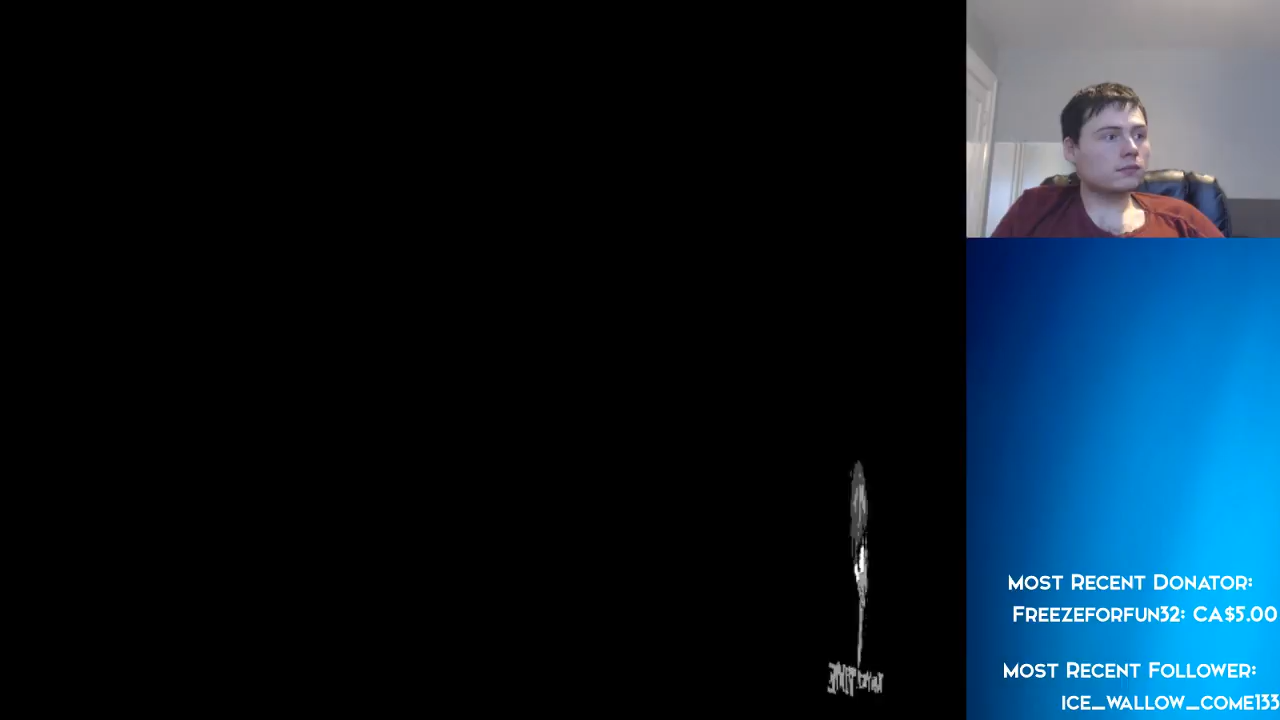 Most Recent Donator:
Freezeforfun32: CA$5.00
Most Recent Follower:
ice_wallow_come133